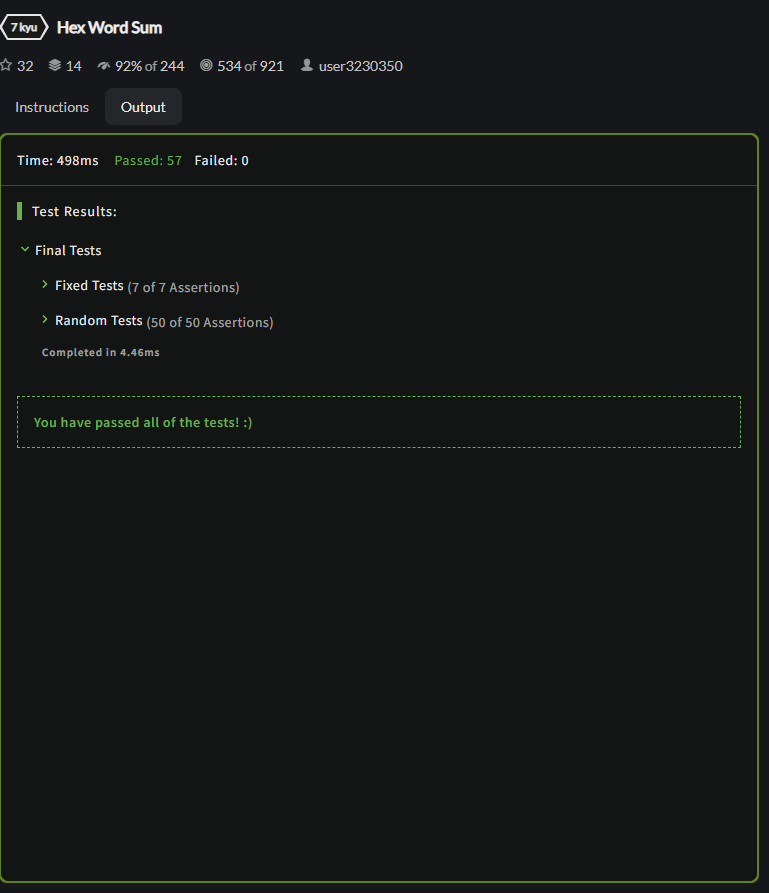 7 kyu Hex Word Sum
32 14 92% of 244 534 of 921 user3230350
Instructions Output
Time: 498ms Passed: 57 Failed: 0
Test Results:
Final Tests
Fixed Tests (7 of 7 Assertions)
Random Tests (50 of 50 Assertions)
Completed in 4.46ms
You have passed all of the tests! :)